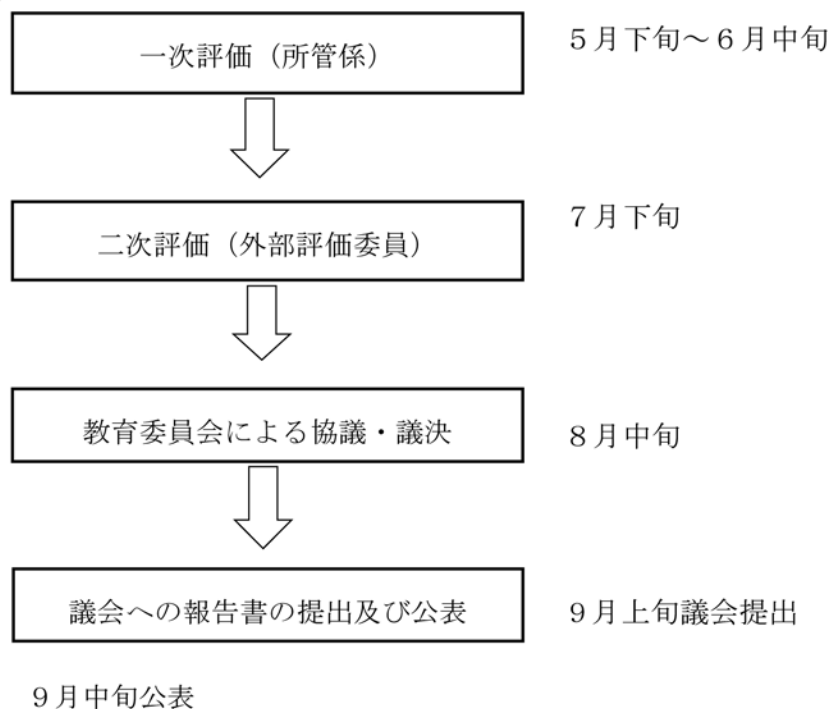 一次評価（所管係）
５月下旬～６月中旬
二次評価（外部評価委員）
７月下旬
教育委員会による協議・議決
８月中旬
議会への報告書の提出及び公表
９月上旬議会提出
９月中旬公表